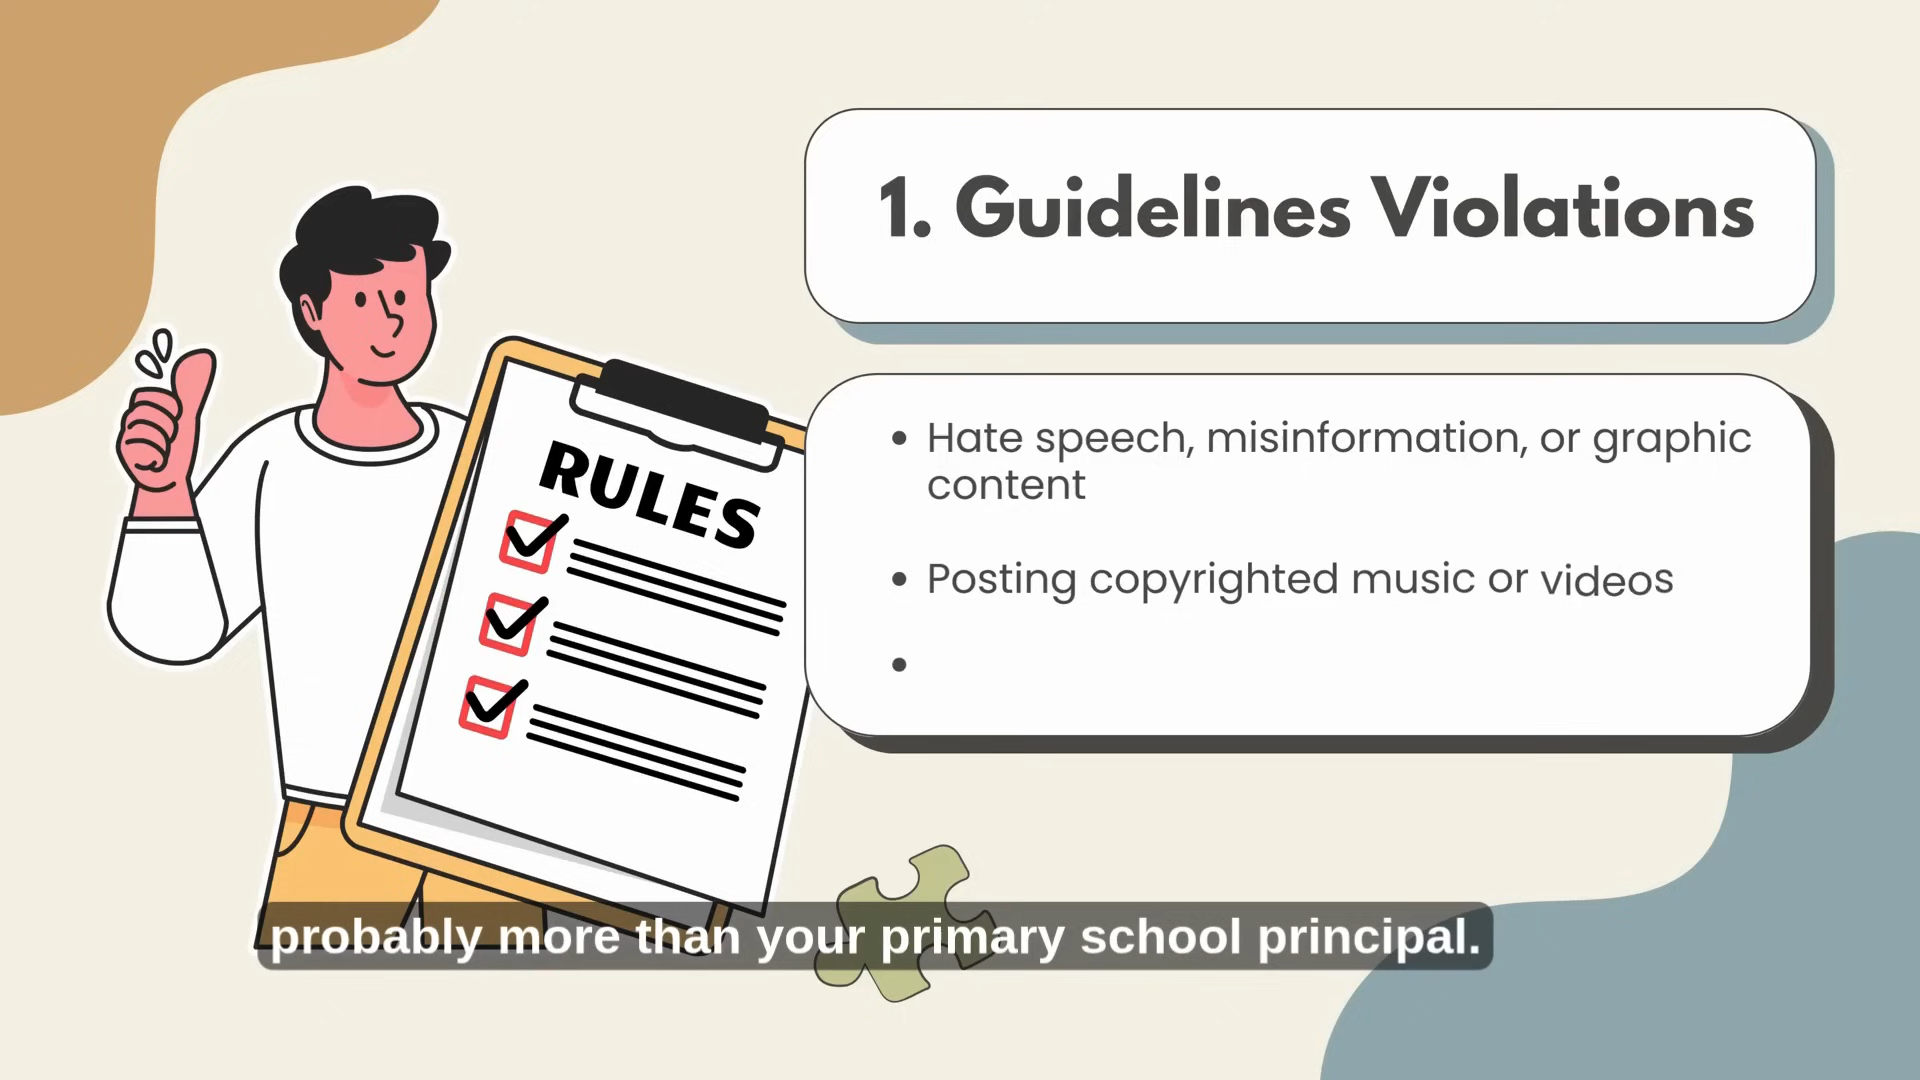 1. Guidelines Violations
• Hate speech, misinformation, or graphic
content
• Posting copyrighted music or videos
•
RULES
probably more than your primary school principal.